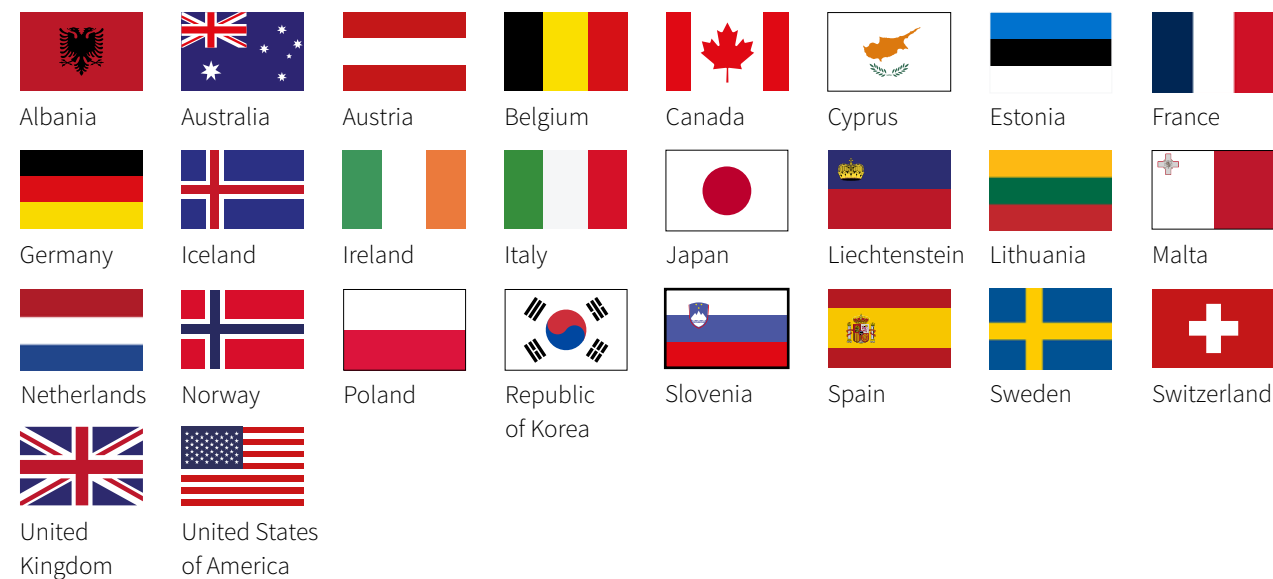 Albania
Australia
Austria
Belgium
Canada
Cyprus
Estonia
France
Germany
Iceland
Ireland
Italy
Japan
Liechtenstein
Lithuania
Malta
Netherlands
Norway
Poland
Republic
of Korea
Slovenia
Spain
Sweden
Switzerland
United
Kingdom
United States
of America